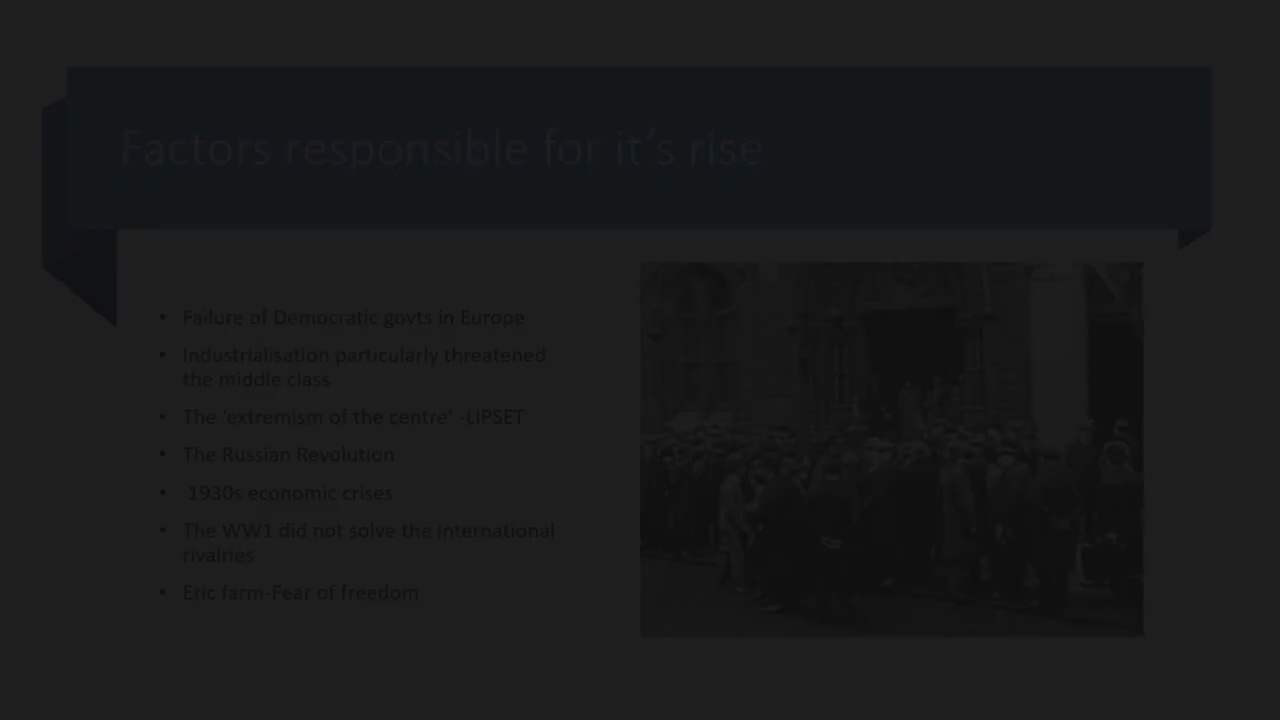 Factors responsible for it's rise
• Failure of Democratic govts in Europe
• Industrialisation particularly threatened
the middle class
• The 'extremism of the centre' -LIPSET
• The Russian Revolution
• 1930s economic crises
• The WW1 did not solve the international
rivalries
• Eric farm-Fear of freedom